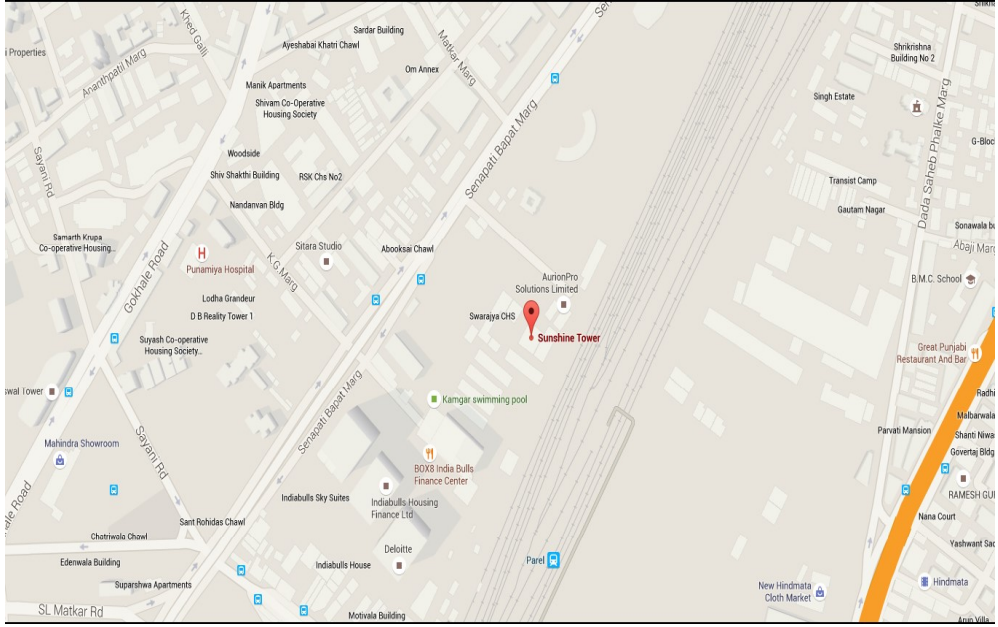 Khed Galli
Sardar Building
Ayeshabai Khatri Chawl
Matkar Marg
Om Annex
i Properties
Ananthpatil Marg
Manik Apartments
Shivam Co-Operative
Housing Society
Shrikrishna
Building No 2
Singh Estate
Dada Saheb Phalke Marg
G-Bloc
Sayani Rd
Woodside
Shiv Shakthi Building
RSK Chs No2
Nandanvan Bldg
Senapati Bapat Marg
Transist Camp
Gautam Nagar
Sonawala bu
Abaji Marg
Samarth Krupa
Co-operative Housing...
Gokhale Road
H
Punamiya Hospital
Sitara Studio
K.G.Marg
Abooksai Chawl
AurionPro
Solutions Limited
B.M.C. School
Lodha Grandeur
D B Reality Tower 1
Swarajya CHS
Sunshine Tower
Suyash Co-operative
Housing Society...
Great Punjabi
Restaurant And Bar
swal Tower
Senapati Bapat Marg
Kamgar swimming pool
Radhi
Malbarwala
Parvati Mansion
Shanti Niwa
Govertaj Bldg
Mahindra Showroom
Sayani Rd
BOX8 India Bulls
Finance Center
Indiabulls Sky Suites
Indiabulls Housing
Finance Ltd
RAMESH GUI
ale Road
Sant Rohidas Chawl
Nana Court
Chotriwala Chawl
Yashwant Sad
Edenwala Building
Deloitte
Indiabulls House
Parel
Suparshwa Apartments
New Hindmata
Cloth Market
Hindmata
SL Matkar Rd
Motivala Building
Arun Villa